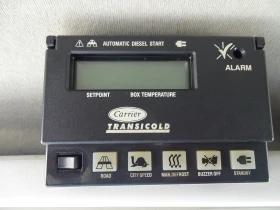 AUTOMATIC DIESEL START
ALARM
SETPOINT BOX TEMPERATURE
Carrier
TRANSICOLD
ROAD CITY SPEED MAN.DEFROST BUZZER OFF STANDBY